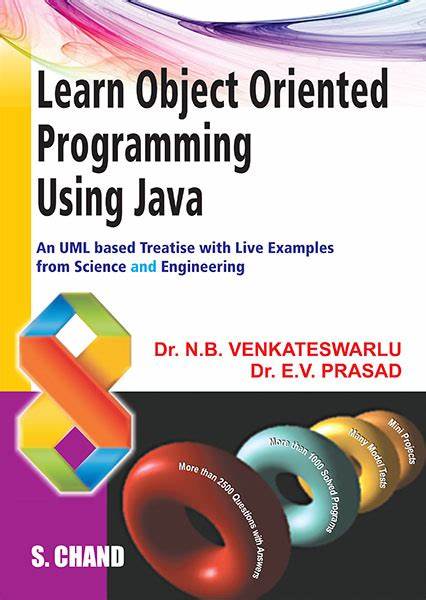 Learn Object Oriented
Programming
Using Java
An UML based Treatise with Live Examples
from Science and Engineering
Dr. N.B. VENKATESWARLU
Dr. E.V. PRASAD
More than 2500 Questions with Answers
More than 1000 Solved Programs
Many Model Tests
Mini Projects
S. CHAND